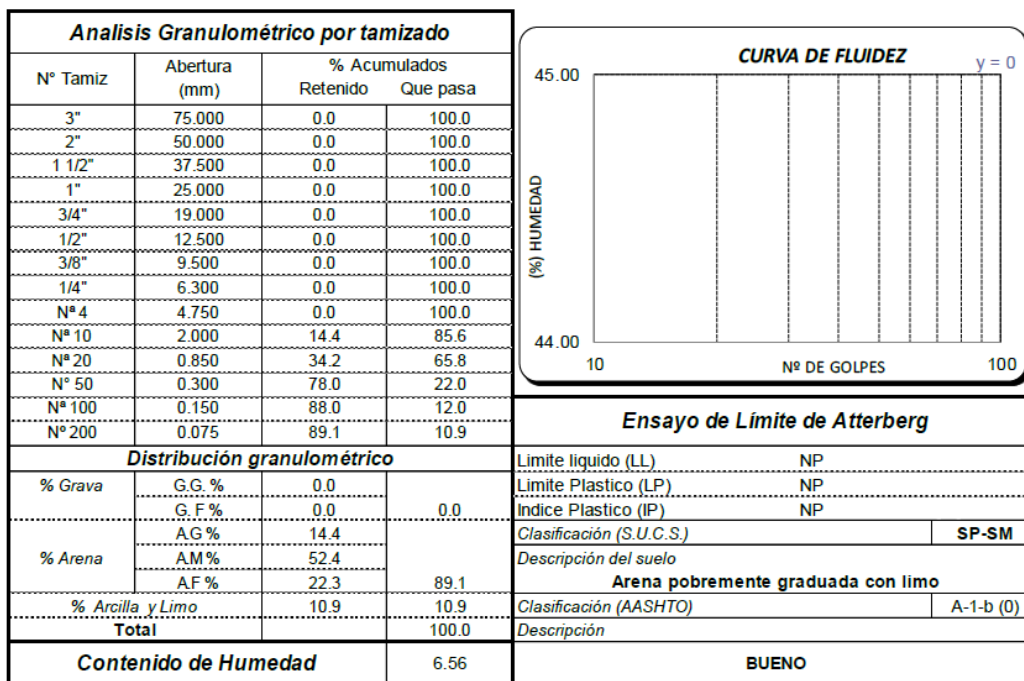 Analisis Granulométrico por tamizado
N° Tamiz Abertura (mm) % Acumulados
Retenido Que pasa
3" 75.000 0.0 100.0
2" 50.000 0.0 100.0
1 1/2" 37.500 0.0 100.0
1" 25.000 0.0 100.0
3/4" 19.000 0.0 100.0
1/2" 12.500 0.0 100.0
3/8" 9.500 0.0 100.0
1/4" 6.300 0.0 100.0
Nª 4 4.750 0.0 100.0
Nª 10 2.000 14.4 85.6
Nª 20 0.850 34.2 65.8
N° 50 0.300 78.0 22.0
Nª 100 0.150 88.0 12.0
Nº 200 0.075 89.1 10.9
Distribución granulométrico
% Grava G.G. % 0.0
G. F % 0.0 0.0
A.G % 14.4
% Arena A.M % 52.4
A.F % 22.3 89.1
% Arcilla y Limo 10.9 10.9
Total 100.0
Contenido de Humedad 6.56
CURVA DE FLUIDEZ
y = 0
45.00
(%) HUMEDAD
44.00
10 Nº DE GOLPES 100
Ensayo de Límite de Atterberg
Limite liquido (LL) NP
Limite Plastico (LP) NP
Indice Plastico (IP) NP
Clasificación (S.U.C.S.) SP-SM
Descripción del suelo
Arena pobremente graduada con limo
Clasificación (AASHTO) A-1-b (0)
Descripción
BUENO